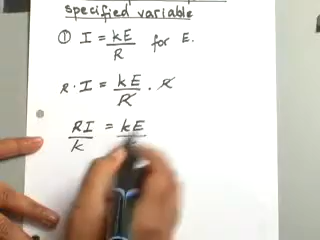 specified variable
① I = kE/R for E.
R · I = kE/R · R
RI/k = kE